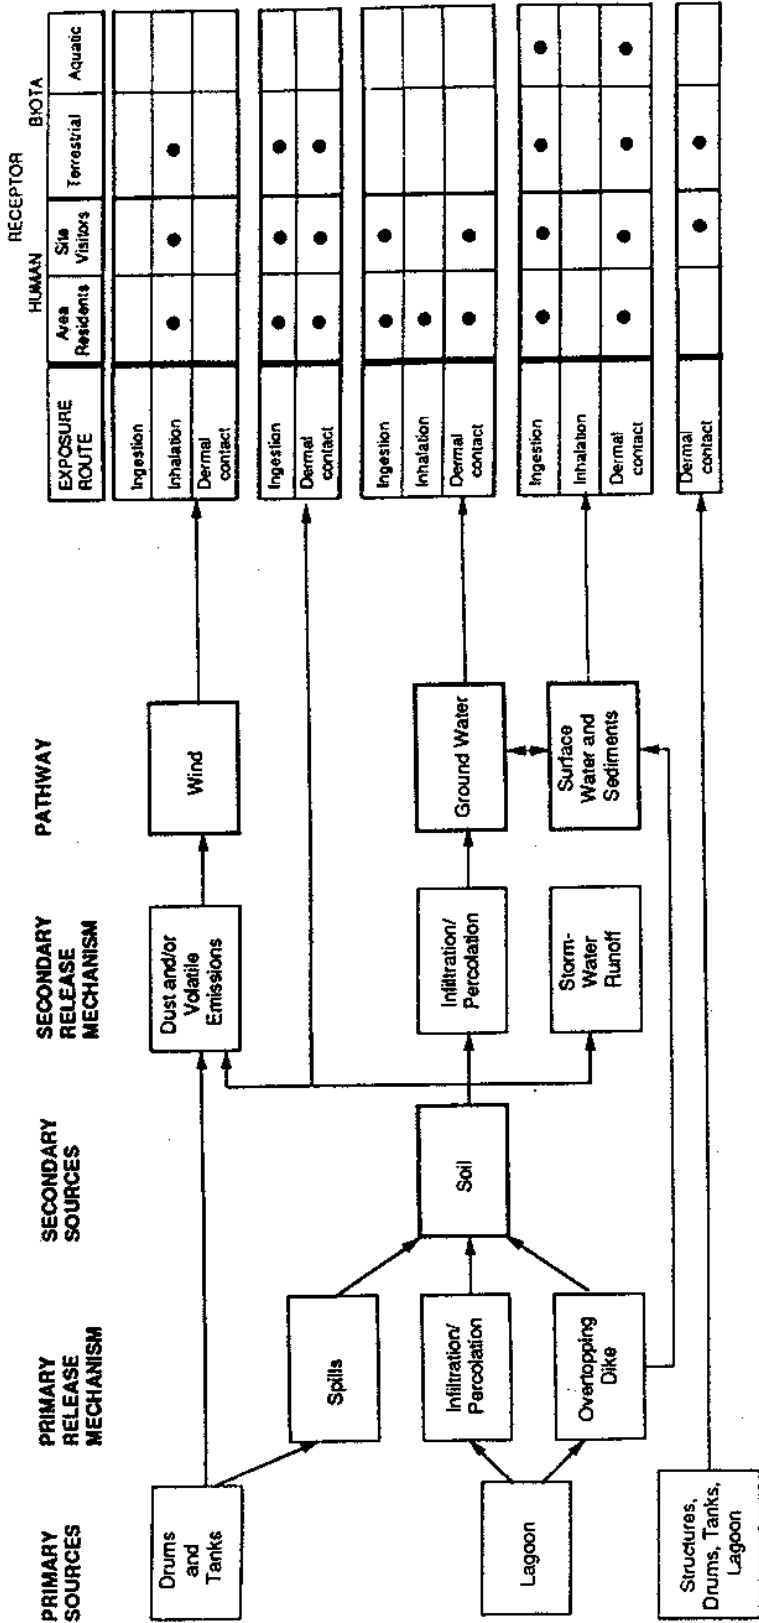 PRIMARY
SOURCES
PRIMARY
RELEASE
MECHANISM
SECONDARY
SOURCES
SECONDARY
RELEASE
MECHANISM
PATHWAY
RECEPTOR
HUMAN
BIOTA
EXPOSURE
ROUTE
Area
Residents
Site
Visitors
Terrestrial
Aquatic
Drums
and
Tanks
Dust and/or
Volatile
Emissions
Wind
Ingestion
Inhalation
Dermal
contact
Spills
Ingestion
Dermal
contact
Lagoon
Infiltration/
Percolation
Soil
Infiltration/
Percolation
Ground Water
Ingestion
Inhalation
Dermal
contact
Overtopping
Dike
Storm-
Water
Runoff
Surface
Water and
Sediments
Ingestion
Inhalation
Dermal
contact
Structures,
Drums, Tanks,
Lagoon
Dermal
contact